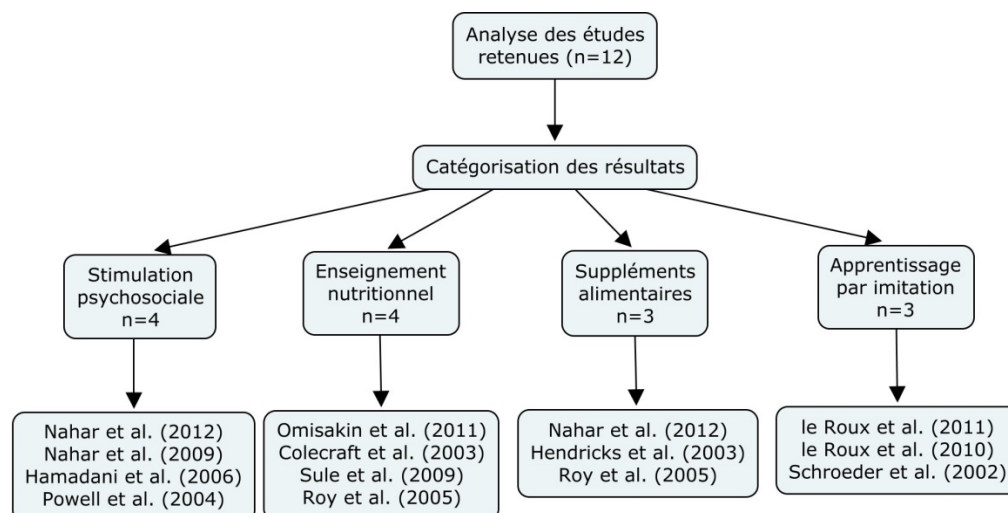 Analyse des études
retenues (n=12)
Catégorisation des résultats
Stimulation
psychosociale
n=4
Enseignement
nutritionnel
n=4
Suppléments
alimentaires
n=3
Apprentissage
par imitation
n=3
Nahar et al. (2012)
Nahar et al. (2009)
Hamadani et al. (2006)
Powell et al. (2004)
Omisakin et al. (2011)
Colecraft et al. (2003)
Sule et al. (2009)
Roy et al. (2005)
Nahar et al. (2012)
Hendricks et al. (2003)
Roy et al. (2005)
le Roux et al. (2011)
le Roux et al. (2010)
Schroeder et al. (2002)